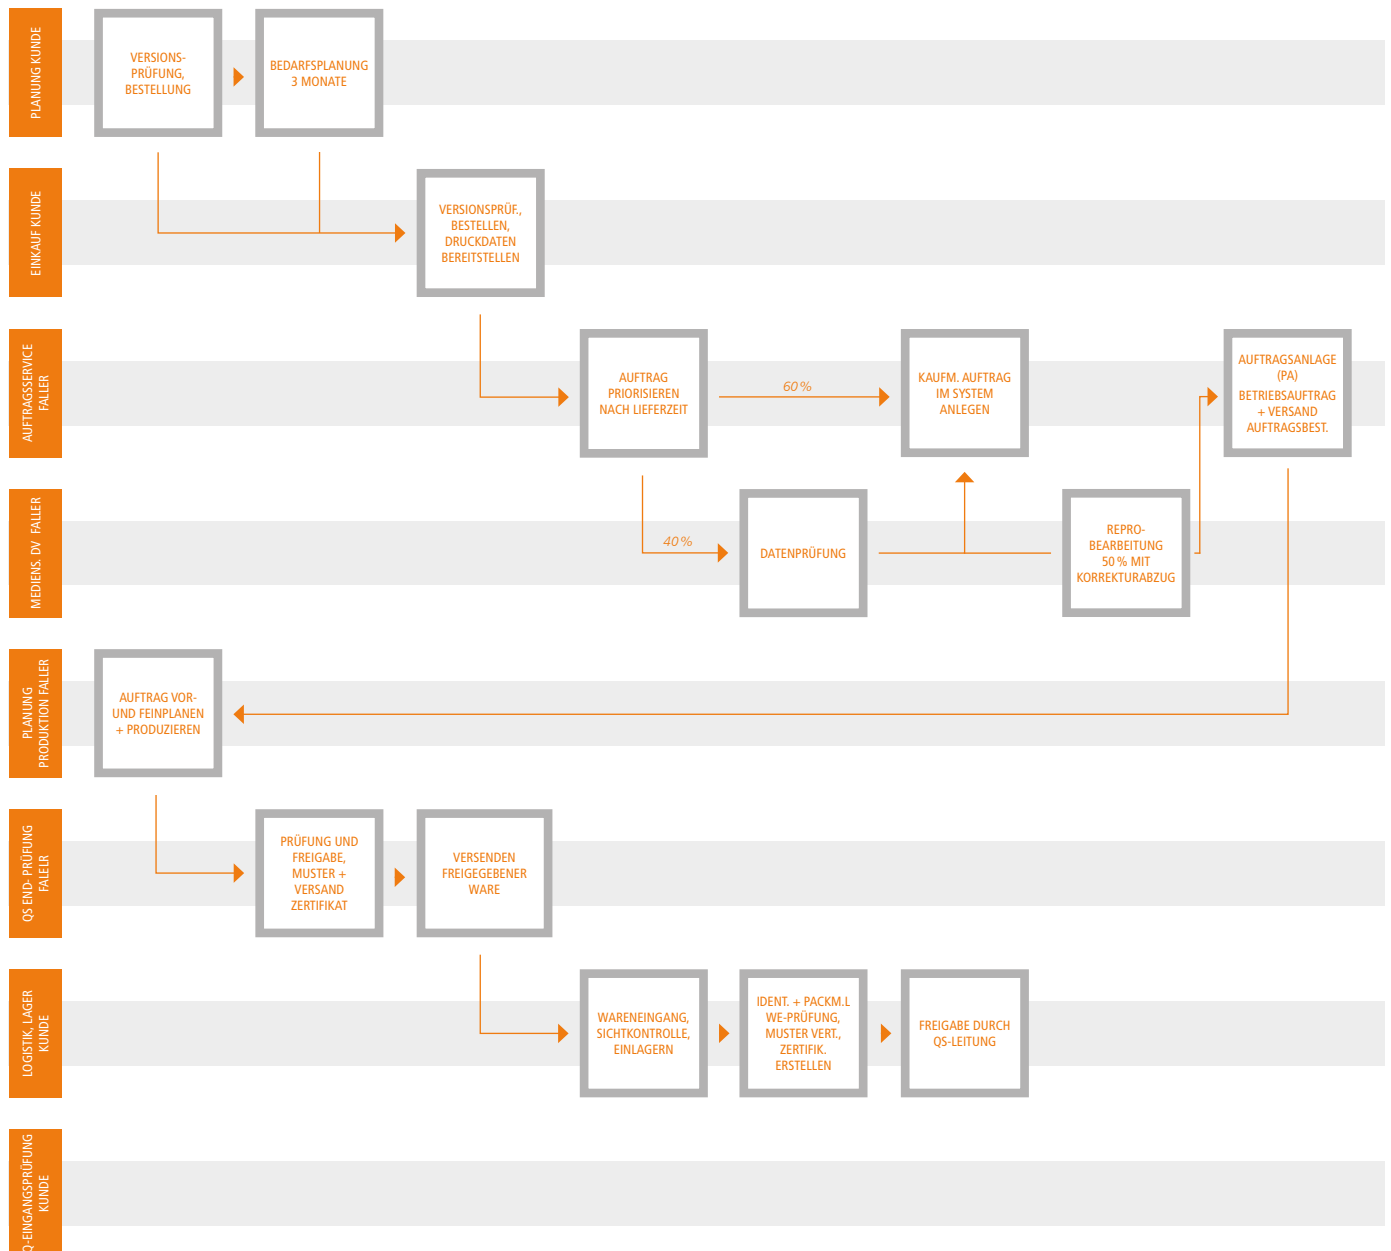 PLANUNG KUNDE
VERSIONS-
PRÜFUNG,
BESTELLUNG
BEDARFSPLANUNG
3 MONATE
EINKAUF KUNDE
VERSIONSPRÜF.,
BESTELLEN,
DRUCKDATEN
BEREITSTELLEN
AUFTRAGSSERVICE
FALLER
AUFTRAG
PRIORISIEREN
NACH LIEFERZEIT
60 %
KAUFM. AUFTRAG
IM SYSTEM
ANLEGEN
AUFTRAGSANLAGE
(PA)
BETRIEBSAUFTRAG
+ VERSAND
AUFTRAGSBEST.
MEDIENS. DV FALLER
40 %
DATENPRÜFUNG
REPRO-
BEARBEITUNG
50 % MIT
KORREKTURABZUG
PLANUNG
PRODUKTION FALLER
AUFTRAG VOR-
UND FEINPLANEN
+ PRODUZIEREN
QS END- PRÜFUNG
FALELR
PRÜFUNG UND
FREIGABE,
MUSTER +
VERSAND
ZERTIFIKAT
VERSENDEN
FREIGEGEBENER
WARE
LOGISTIK, LAGER
KUNDE
WARENEINGANG,
SICHTKONTROLLE,
EINLAGERN
IDENT. + PACKM.L
WE-PRÜFUNG,
MUSTER VERT.,
ZERTIFIK.
ERSTELLEN
FREIGABE DURCH
QS-LEITUNG
Q-EINGANGSPRÜFUNG
KUNDE